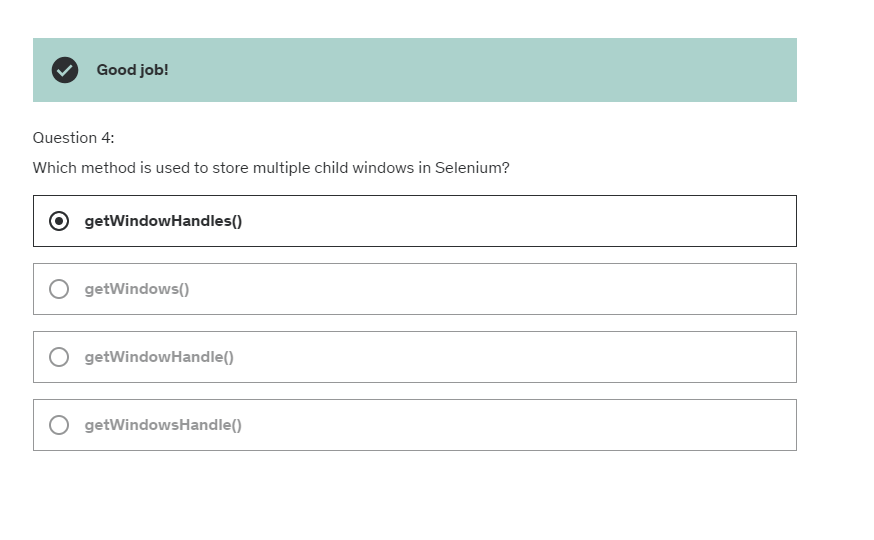 Good job!
Question 4:
Which method is used to store multiple child windows in Selenium?
getWindowHandles()
getWindows()
getWindowHandle()
getWindowsHandle()